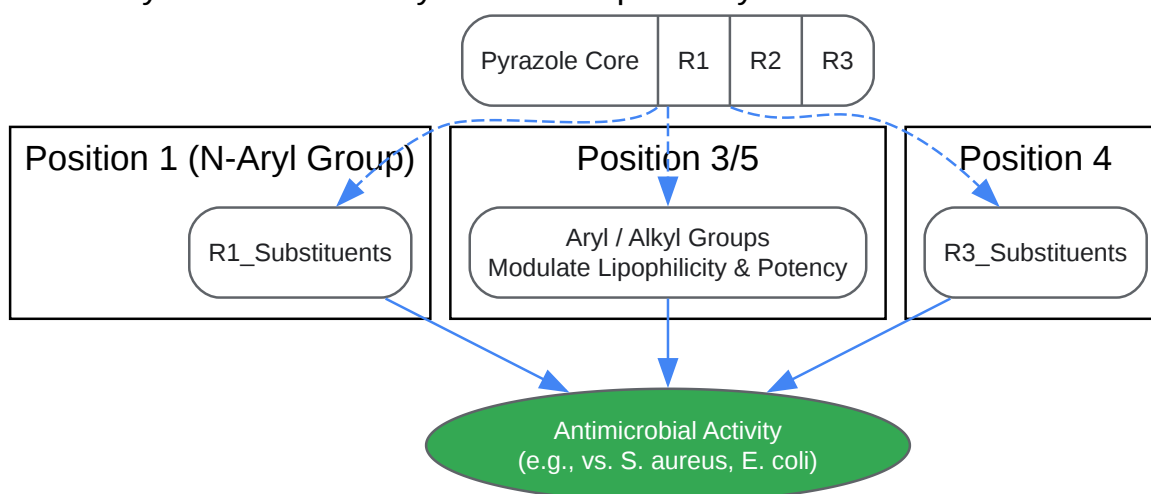 Pyrazole Core R1 R2 R3
Position 1 (N-Aryl Group) Position 3/5 Position 4
R1_Substituents
Aryl / Alkyl Groups
Modulate Lipophilicity & Potency
R3_Substituents
Antimicrobial Activity
(e.g., vs. S. aureus, E. coli)